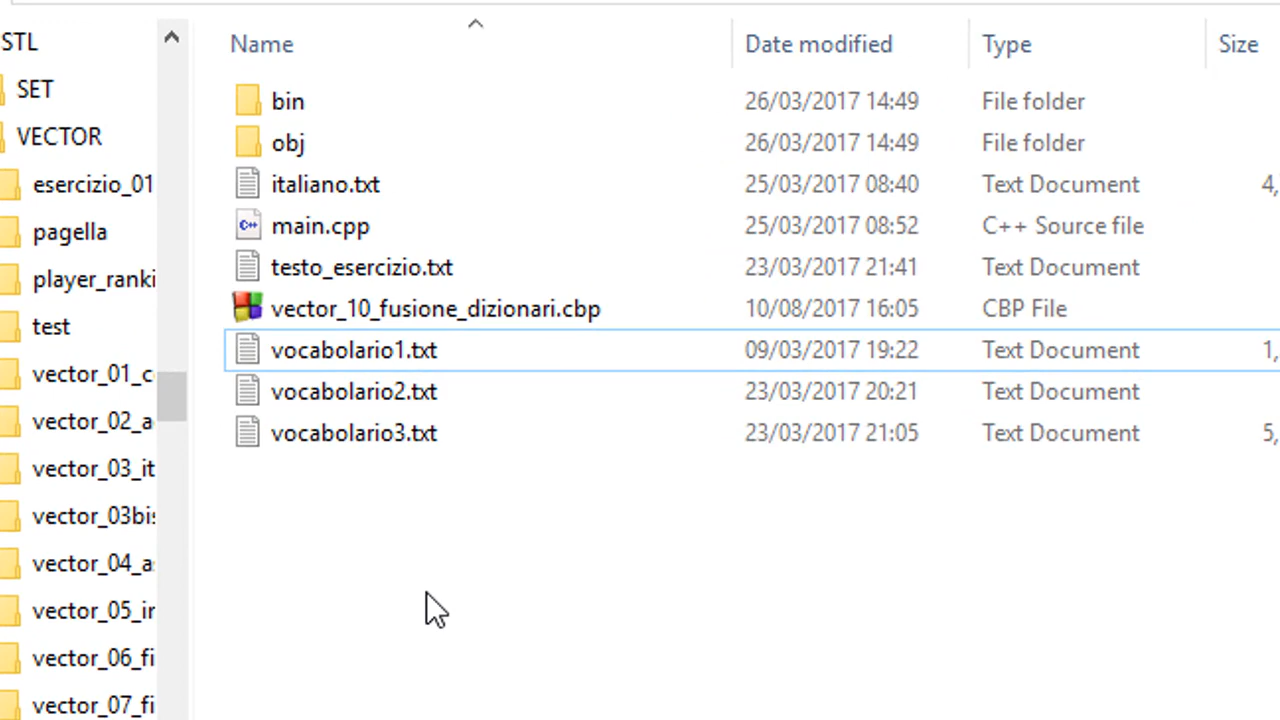 STL
SET
VECTOR
esercizio_01
pagella
player_ranki
test
vector_01_c
vector_02_a
vector_03_it
vector_03bis
vector_04_a
vector_05_ir
vector_06_fi
vector_07_fi
Name Date modified Type Size
bin 26/03/2017 14:49 File folder
obj 26/03/2017 14:49 File folder
italiano.txt 25/03/2017 08:40 Text Document 4,
C++ main.cpp 25/03/2017 08:52 C++ Source file
testo_esercizio.txt 23/03/2017 21:41 Text Document
vector_10_fusione_dizionari.cbp 10/08/2017 16:05 CBP File
vocabolario1.txt 09/03/2017 19:22 Text Document 1,
vocabolario2.txt 23/03/2017 20:21 Text Document
vocabolario3.txt 23/03/2017 21:05 Text Document 5,